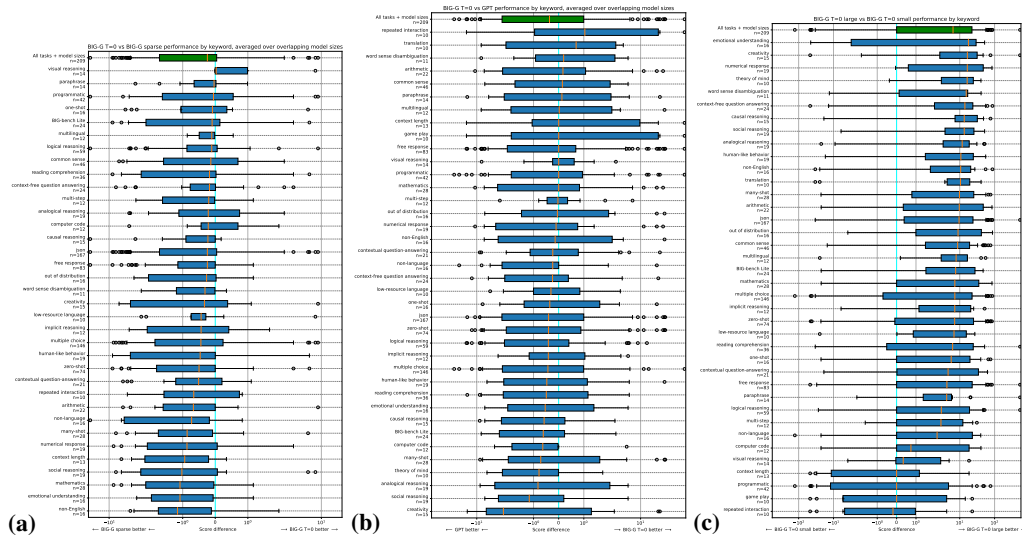 BIG-G T=0 vs BIG-G sparse performance by keyword, averaged over overlapping model sizes
All tasks + model sizes
n=209
visual reasoning
n=14
paraphrase
n=14
programmatic
n=42
one-shot
n=16
BIG-bench Lite
n=24
multilingual
n=12
logical reasoning
n=59
common sense
n=46
reading comprehension
n=36
context-free question answering
n=24
multi-step
n=12
analogical reasoning
n=19
computer code
n=12
causal reasoning
n=15
json
n=167
free response
n=83
out of distribution
n=16
word sense disambiguation
n=11
creativity
n=15
low-resource language
n=10
implicit reasoning
n=12
multiple choice
n=146
human-like behavior
n=19
zero-shot
n=74
contextual question-answering
n=21
repeated interaction
n=10
arithmetic
n=22
non-language
n=16
many-shot
n=28
numerical response
n=19
context length
n=13
social reasoning
n=19
mathematics
n=28
emotional understanding
n=16
non-English
n=16
← BIG-G sparse better
Score difference
BIG-G T=0 better →
(a)
BIG-G T=0 vs GPT performance by keyword, averaged over overlapping model sizes
All tasks + model sizes
n=209
repeated interaction
n=10
translation
n=10
word sense disambiguation
n=11
arithmetic
n=22
common sense
n=46
paraphrase
n=14
multilingual
n=12
context length
n=13
game play
n=10
free response
n=83
visual reasoning
n=14
programmatic
n=42
mathematics
n=28
multi-step
n=12
out of distribution
n=16
numerical response
n=19
non-English
n=16
contextual question-answering
n=21
non-language
n=16
context-free question answering
n=24
low-resource language
n=10
one-shot
n=16
json
n=167
zero-shot
n=74
logical reasoning
n=59
implicit reasoning
n=12
multiple choice
n=146
human-like behavior
n=19
reading comprehension
n=36
emotional understanding
n=16
causal reasoning
n=15
BIG-bench Lite
n=24
computer code
n=12
many-shot
n=28
theory of mind
n=10
analogical reasoning
n=19
social reasoning
n=19
creativity
n=15
← GPT better
Score difference
BIG-G T=0 better →
(b)
BIG-G T=0 large vs BIG-G T=0 small performance by keyword
All tasks + model sizes
n=209
emotional understanding
n=16
creativity
n=15
numerical response
n=19
theory of mind
n=10
word sense disambiguation
n=11
context-free question answering
n=24
causal reasoning
n=15
social reasoning
n=19
analogical reasoning
n=19
human-like behavior
n=19
non-English
n=16
translation
n=10
many-shot
n=28
arithmetic
n=22
json
n=167
out of distribution
n=16
common sense
n=46
multilingual
n=12
BIG-bench Lite
n=24
mathematics
n=28
multiple choice
n=146
implicit reasoning
n=12
zero-shot
n=74
low-resource language
n=10
reading comprehension
n=36
one-shot
n=16
contextual question-answering
n=21
free response
n=83
paraphrase
n=14
logical reasoning
n=59
multi-step
n=12
non-language
n=16
computer code
n=12
visual reasoning
n=14
context length
n=13
programmatic
n=42
game play
n=10
repeated interaction
n=10
← BIG-G T=0 small better
Score difference
BIG-G T=0 large better →
(c)